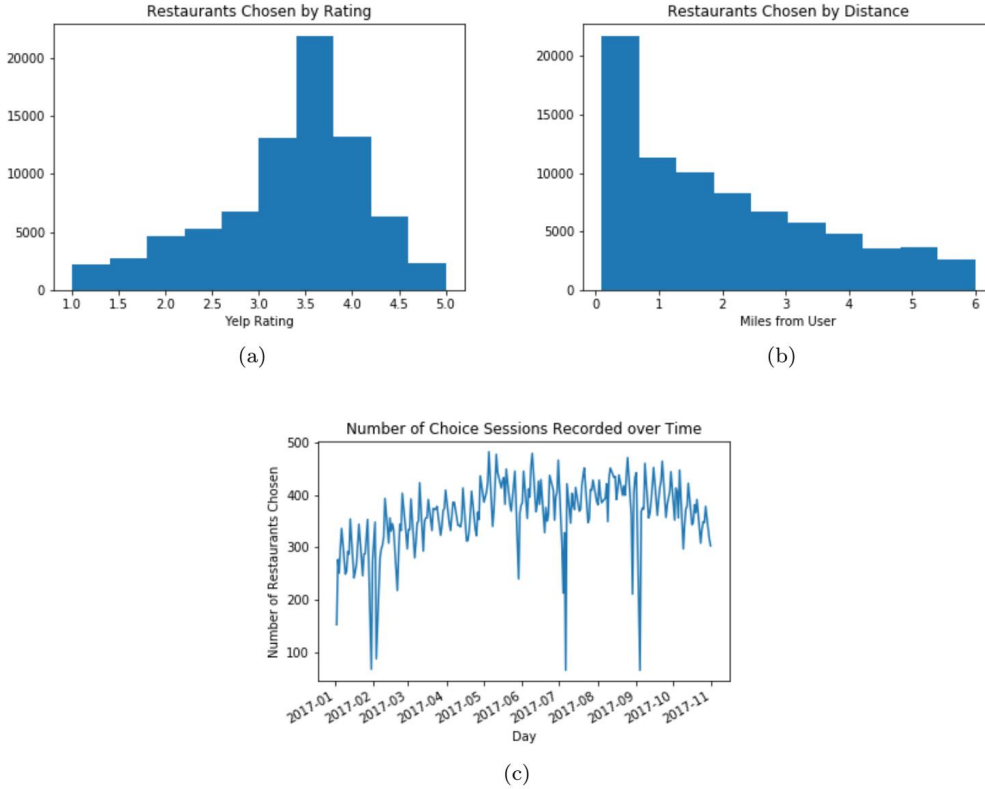 Restaurants Chosen by Rating
20000
15000
10000
5000
0
1.0 1.5 2.0 2.5 3.0 3.5 4.0 4.5 5.0
Yelp Rating
(a)
Restaurants Chosen by Distance
20000
15000
10000
5000
0
0 1 2 3 4 5 6
Miles from User
(b)
Number of Choice Sessions Recorded over Time
Number of Restaurants Chosen
500
400
300
200
100
2017-01 2017-02 2017-03 2017-04 2017-05 2017-06 2017-07 2017-08 2017-09 2017-10 2017-11
Day
(c)